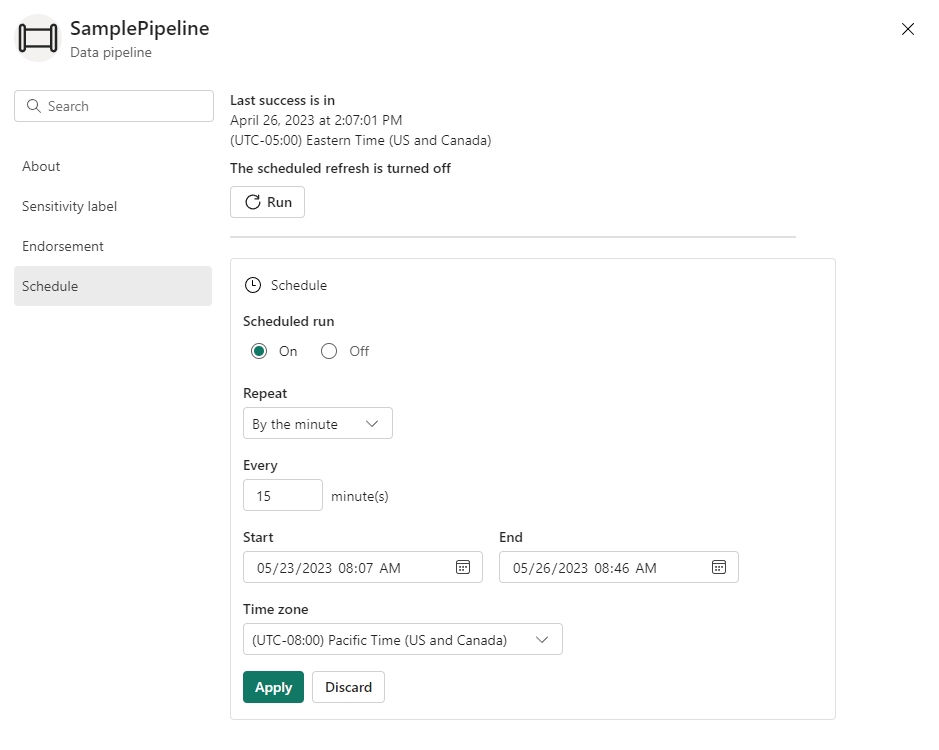 SamplePipeline
Data pipeline
Search
About
Sensitivity label
Endorsement
Schedule
Last success is in
April 26, 2023 at 2:07:01 PM
(UTC-05:00) Eastern Time (US and Canada)
The scheduled refresh is turned off
Run
Schedule
Scheduled run
On Off
Repeat
By the minute
Every
15 minute(s)
Start End
05/23/2023 08:07 AM 05/26/2023 08:46 AM
Time zone
(UTC-08:00) Pacific Time (US and Canada)
Apply Discard